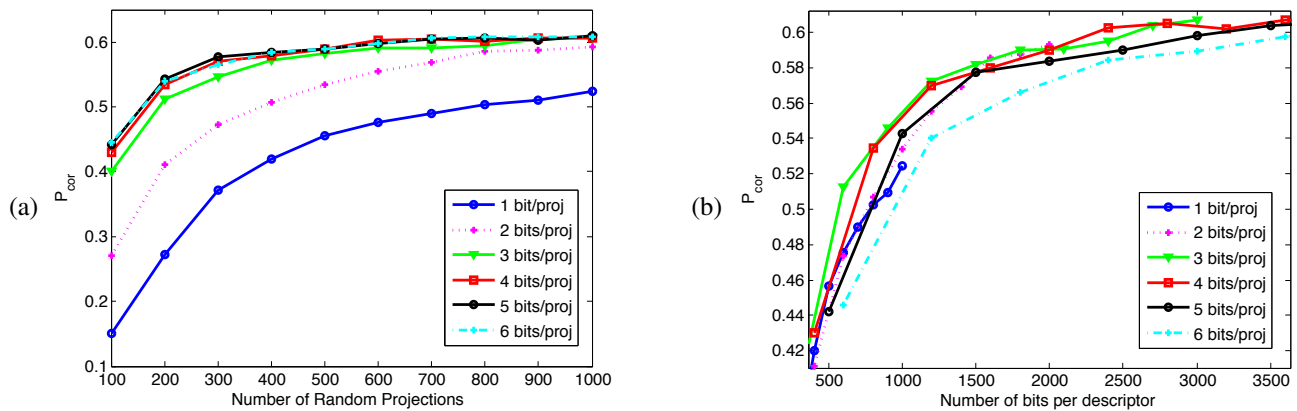 (a)
P_cor
0.6
0.5
0.4
0.3
0.2
0.1
100 200 300 400 500 600 700 800 900 1000
Number of Random Projections
1 bit/proj
2 bits/proj
3 bits/proj
4 bits/proj
5 bits/proj
6 bits/proj
(b)
P_cor
0.6
0.58
0.56
0.54
0.52
0.5
0.48
0.46
0.44
0.42
500 1000 1500 2000 2500 3000 3500
Number of bits per descriptor
1 bit/proj
2 bits/proj
3 bits/proj
4 bits/proj
5 bits/proj
6 bits/proj